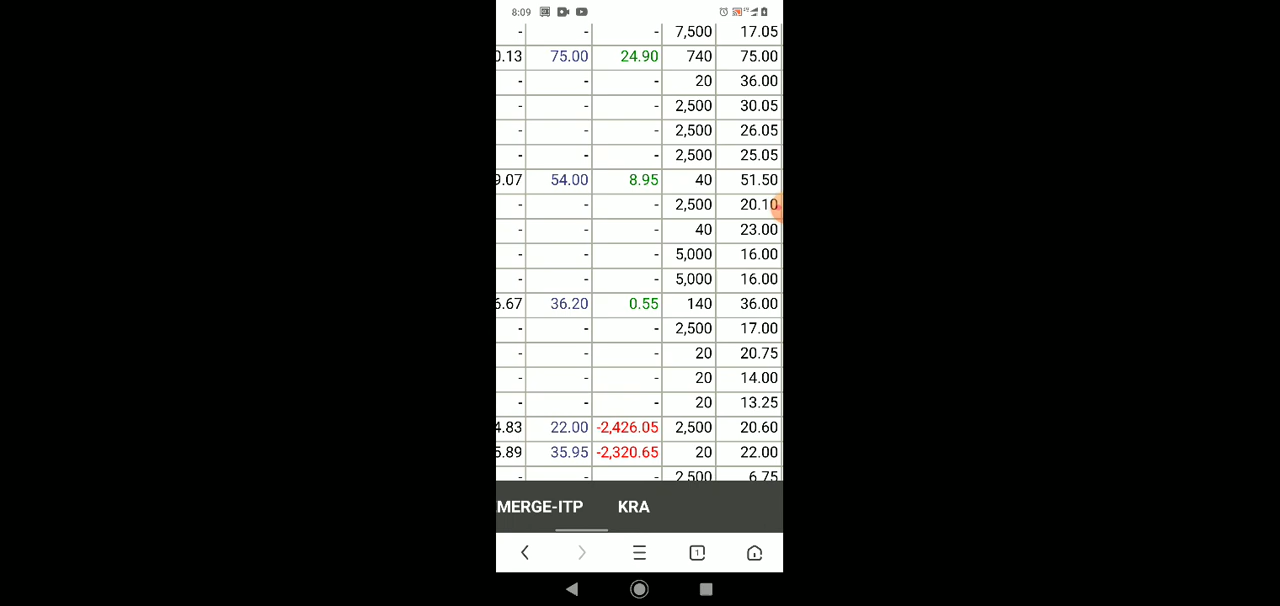 8:09
- - - 7,500 17.05
0.13 75.00 24.90 740 75.00
- - - 20 36.00
- - - 2,500 30.05
- - - 2,500 26.05
- - - 2,500 25.05
9.07 54.00 8.95 40 51.50
- - - 2,500 20.10
- - - 40 23.00
- - - 5,000 16.00
- - - 5,000 16.00
6.67 36.20 0.55 140 36.00
- - - 2,500 17.00
- - - 20 20.75
- - - 20 14.00
- - - 20 13.25
4.83 22.00 -2,426.05 2,500 20.60
5.89 35.95 -2,320.65 20 22.00
- - - 2,500 6.75
MERGE-ITP KRA
1